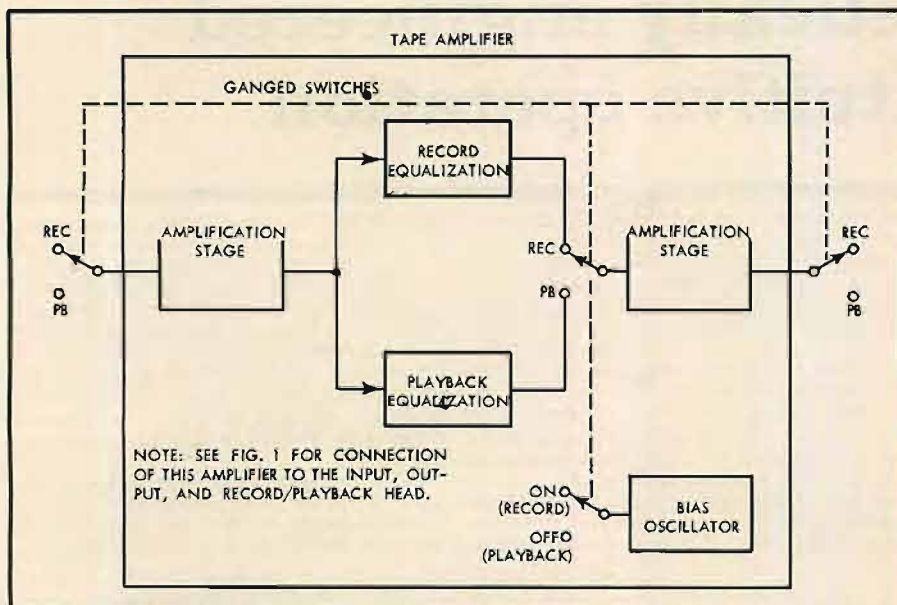 TAPE AMPLIFIER
GANGED SWITCHES
RECORD
EQUALIZATION
REC
PB
AMPLIFICATION
STAGE
REC
PB
AMPLIFICATION
STAGE
REC
PB
PLAYBACK
EQUALIZATION
NOTE: SEE FIG. 1 FOR CONNECTION
OF THIS AMPLIFIER TO THE INPUT, OUT-
PUT, AND RECORD/PLAYBACK HEAD.
ON
(RECORD)
OFF
(PLAYBACK)
BIAS
OSCILLATOR